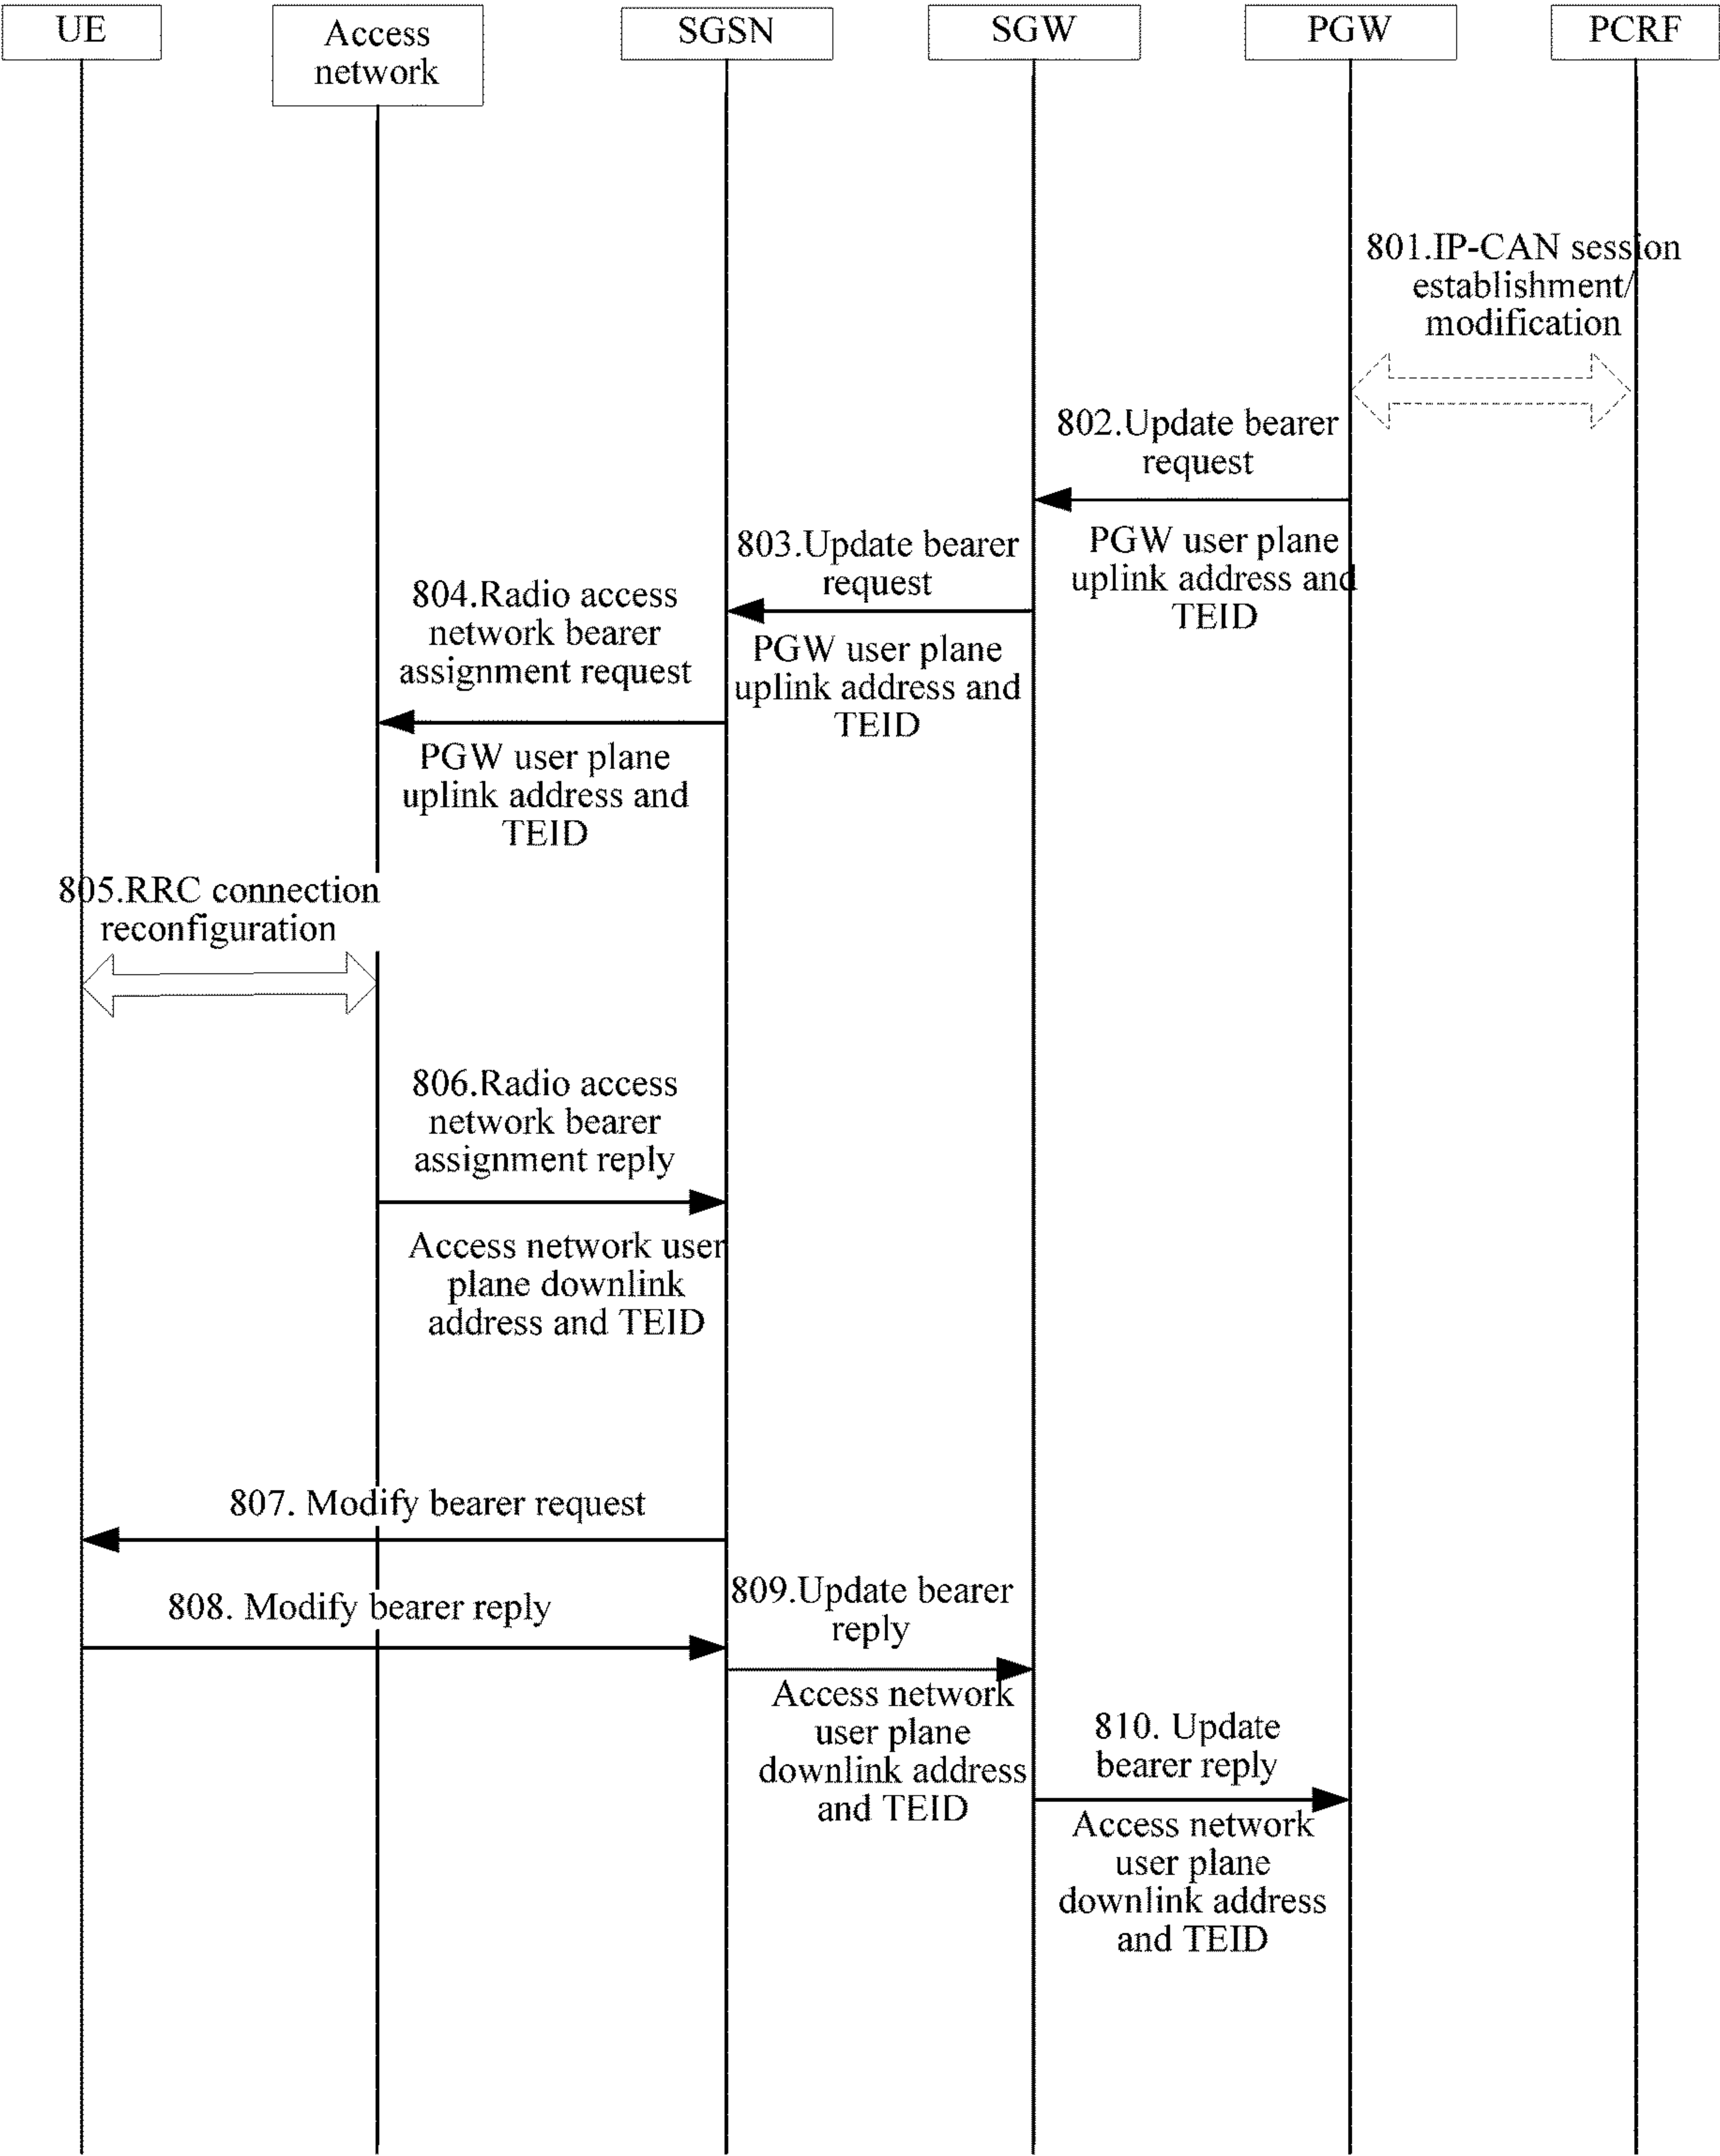 UE
Access
network
SGSN
SGW
PGW
PCRF
801.IP-CAN session
establishment/
modification
802.Update bearer
request
PGW user plane
uplink address and
TEID
803.Update bearer
request
PGW user plane
uplink address and
TEID
804.Radio access
network bearer
assignment request
PGW user plane
uplink address and
TEID
805.RRC connection
reconfiguration
806.Radio access
network bearer
assignment reply
Access network user
plane downlink
address and TEID
807. Modify bearer request
808. Modify bearer reply
809.Update bearer
reply
Access network
user plane
downlink address
and TEID
810. Update
bearer reply
Access network
user plane
downlink address
and TEID